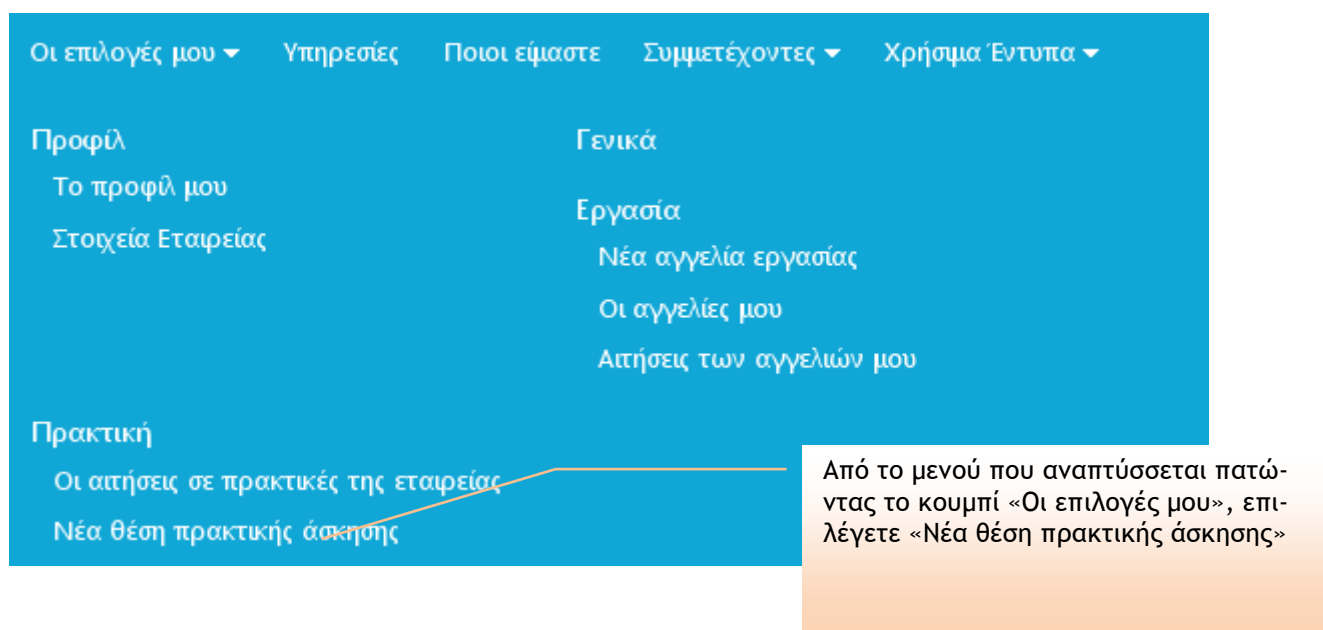 Οι επιλογές μου Υπηρεσίες Ποιοι είμαστε Συμμετέχοντες Χρήσιμα Έντυπα
Προφίλ
Το προφίλ μου
Στοιχεία Εταιρείας
Γενικά
Εργασία
Νέα αγγελία εργασίας
Οι αγγελίες μου
Αιτήσεις των αγγελιών μου
Πρακτική
Οι αιτήσεις σε πρακτικές της εταιρείας
Νέα θέση πρακτικής άσκησης
Από το μενού που αναπτύσσεται πατώ-
ντας το κουμπί «Οι επιλογές μου», επι-
λέγετε «Νέα θέση πρακτικής άσκησης»